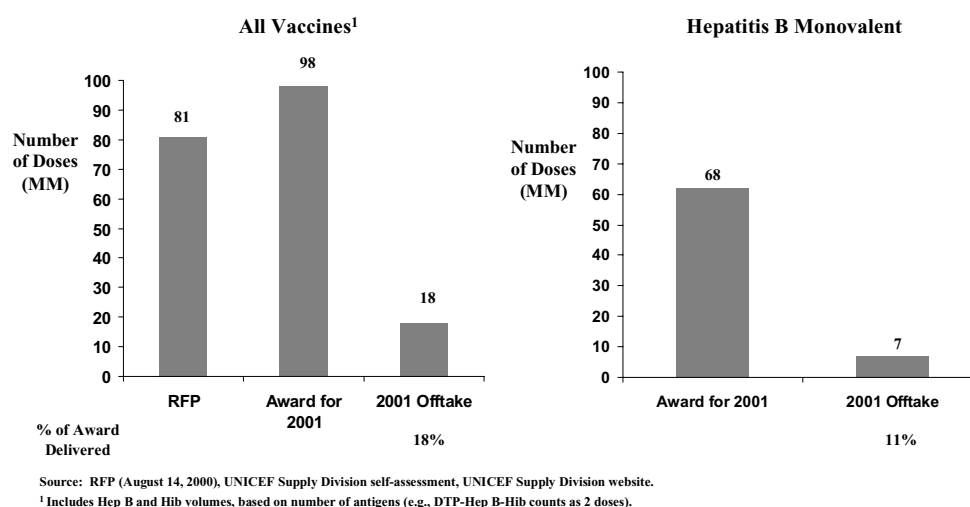 All Vaccines¹
98
100
90
80
70
60
50
40
30
20
10
0
81
18
Number
of Doses
(MM)
RFP
Award for
2001
2001 Offtake
% of Award
Delivered
18%
Hepatitis B Monovalent
100
90
80
70
60
50
40
30
20
10
0
68
7
Number
of Doses
(MM)
Award for 2001
2001 Offtake
11%
Source: RFP (August 14, 2000), UNICEF Supply Division self-assessment, UNICEF Supply Division website.
¹ Includes Hep B and Hib volumes, based on number of antigens (e.g., DTP-Hep B-Hib counts as 2 doses).